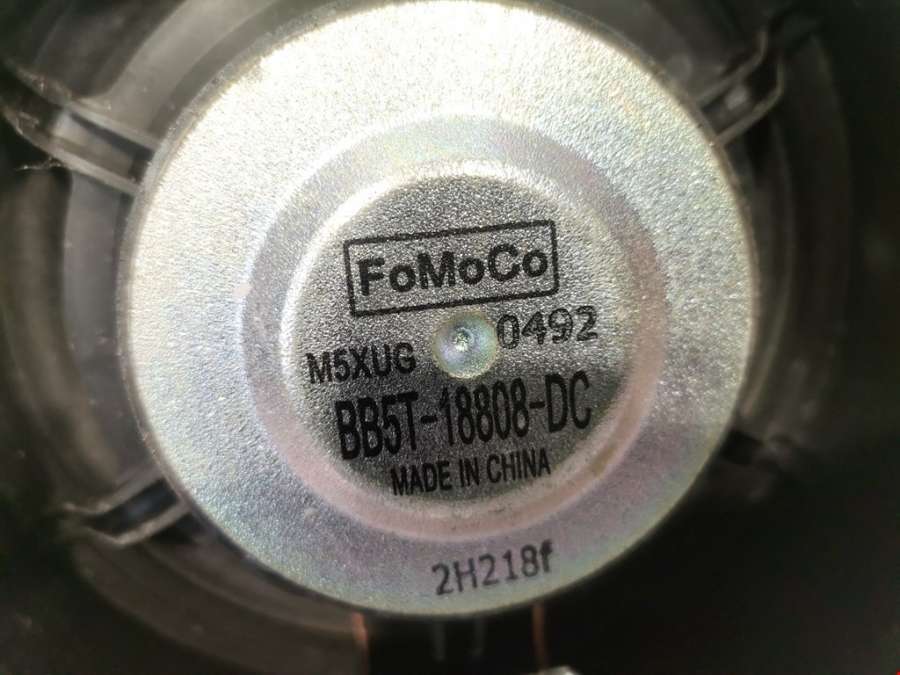 FoMoCo
M5XUG 0492
BB5T-18808-DC
MADE IN CHINA
2H218f